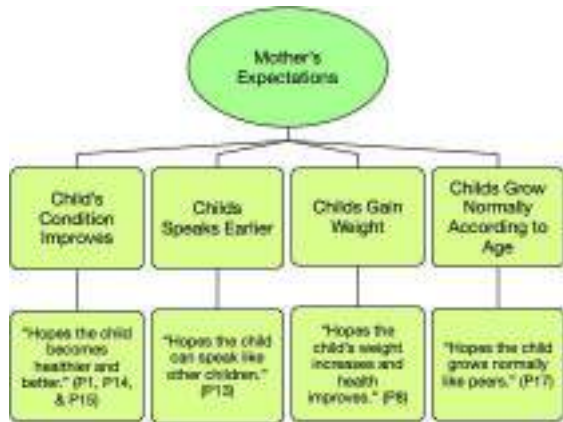 Mother's
Expectations
Child's
Condition
Improves
Childs
Speaks Earlier
Childs Gain
Weight
Childs Grow
Normally
According to
Age
"Hopes the child
becomes
healthier and
better." (P1, P14,
& P15)
"Hopes the child
can speak like
other children."
(P13)
"Hopes the
child's weight
increases and
health
improves." (P8)
"Hopes the child
grows normally
like peers." (P17)